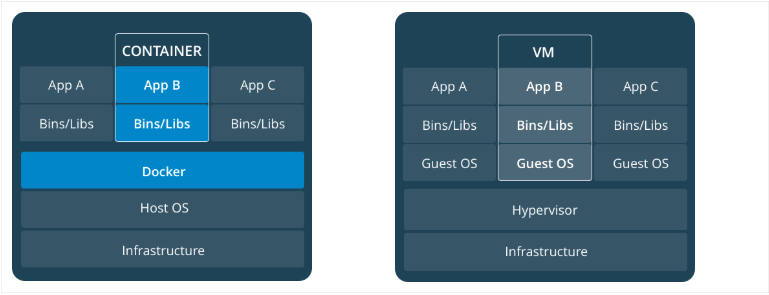 CONTAINER
App A App B App C
Bins/Libs Bins/Libs Bins/Libs
Docker
Host OS
Infrastructure
VM
App A App B App C
Bins/Libs Bins/Libs Bins/Libs
Guest OS Guest OS Guest OS
Hypervisor
Infrastructure